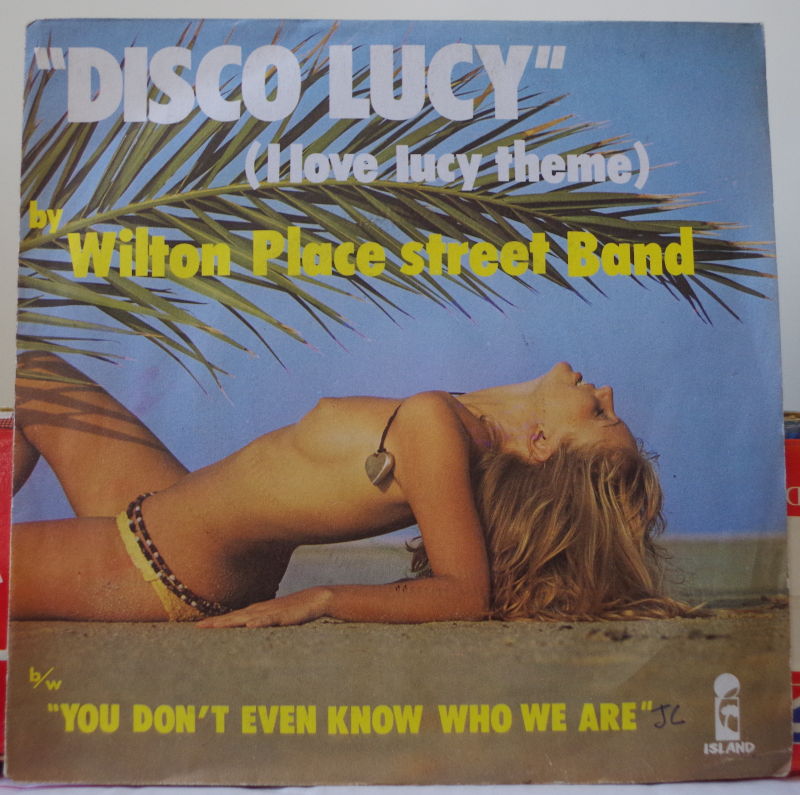 "DISCO LUCY"
(I love lucy theme)
by
Wilton Place street Band
b/w
"YOU DON'T EVEN KNOW WHO WE ARE" JC
ISLAND